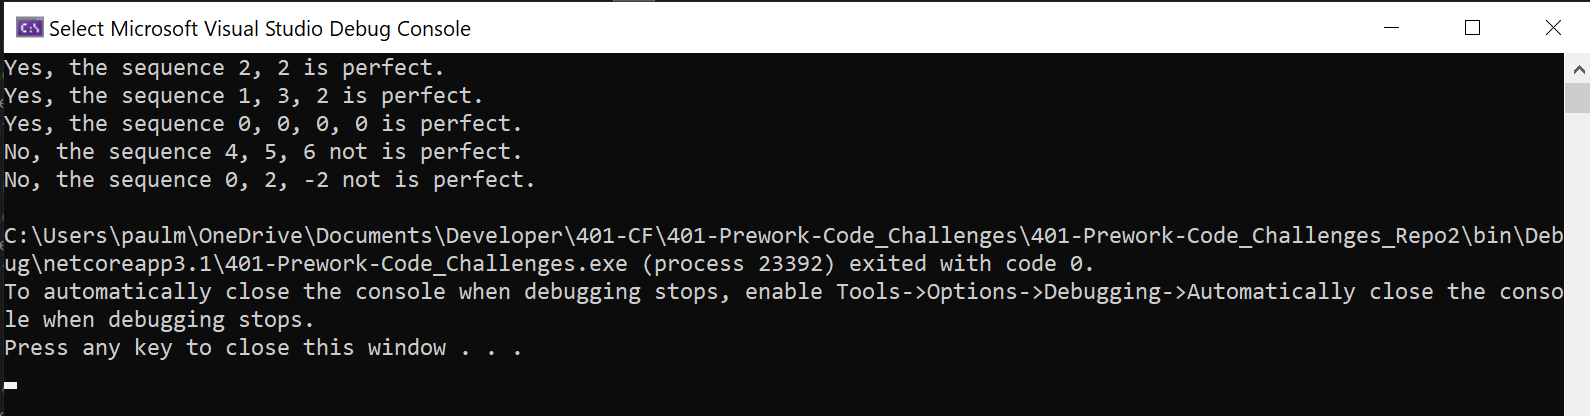 Select Microsoft Visual Studio Debug Console
Yes, the sequence 2, 2 is perfect.
Yes, the sequence 1, 3, 2 is perfect.
Yes, the sequence 0, 0, 0, 0 is perfect.
No, the sequence 4, 5, 6 not is perfect.
No, the sequence 0, 2, -2 not is perfect.
C:\Users\paulm\OneDrive\Documents\Developer\401-CF\401-Prework-Code_Challenges\401-Prework-Code_Challenges_Repo2\bin\Deb
ug\netcoreapp3.1\401-Prework-Code_Challenges.exe (process 23392) exited with code 0.
To automatically close the console when debugging stops, enable Tools->Options->Debugging->Automatically close the conso
le when debugging stops.
Press any key to close this window . . .